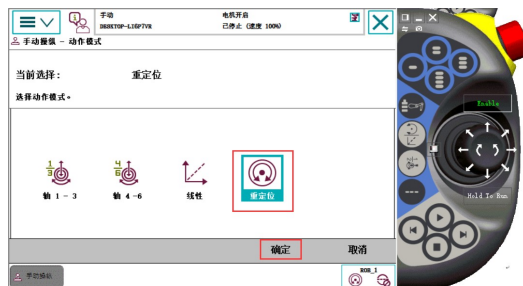 手动
DESKTOP-L16P7VR
电机开启
已停止 (速度 100%)
手动操纵 - 动作模式
当前选择: 重定位
选择动作模式。
轴 1 - 3
轴 4 -6
线性
重定位
确定 取消
手动操纵
ROB_1
Enable
Hold To Run